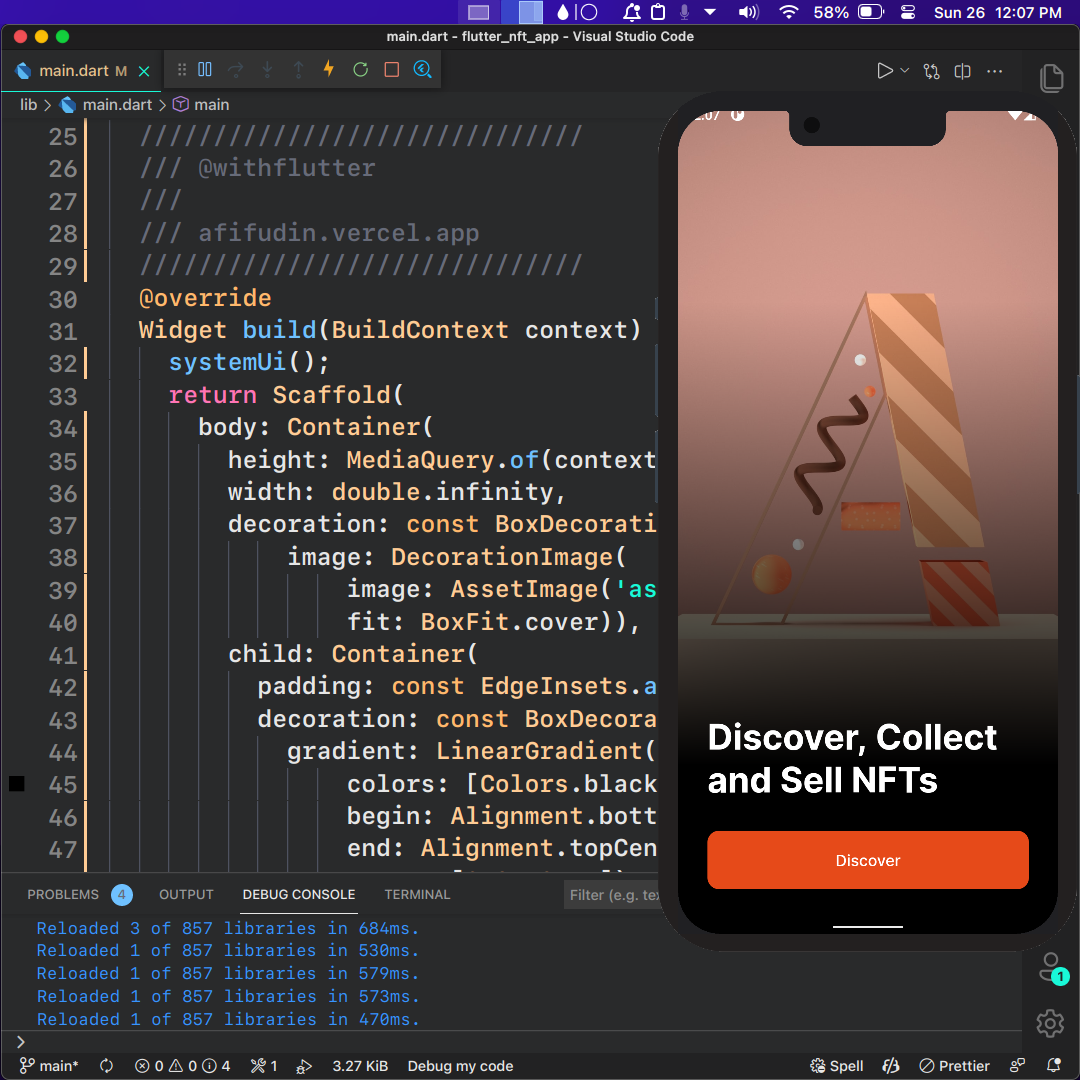 58% Sun 26 12:07 PM
main.dart - flutter_nft_app - Visual Studio Code
main.dart M
lib > main.dart > main
25 //////////////////////////////
26 /// @withflutter
27 ///
28 /// afifudin.vercel.app
29 //////////////////////////////
30 @override
31 Widget build(BuildContext context)
32 systemUi();
33 return Scaffold(
34 body: Container(
35 height: MediaQuery.of(context
36 width: double.infinity,
37 decoration: const BoxDecorati
38 image: DecorationImage(
39 image: AssetImage('as
40 fit: BoxFit.cover)),
41 child: Container(
42 padding: const EdgeInsets.a
43 decoration: const BoxDecora
44 gradient: LinearGradient(
45 colors: [Colors.black
46 begin: Alignment.bott
47 end: Alignment.topCen
Discover, Collect
and Sell NFTs
Discover
PROBLEMS 4 OUTPUT DEBUG CONSOLE TERMINAL Filter (e.g. te
Reloaded 3 of 857 libraries in 684ms.
Reloaded 1 of 857 libraries in 530ms.
Reloaded 1 of 857 libraries in 579ms.
Reloaded 1 of 857 libraries in 573ms.
Reloaded 1 of 857 libraries in 470ms.
1
>
main* 0 0 4 1 3.27 KiB Debug my code Spell Prettier